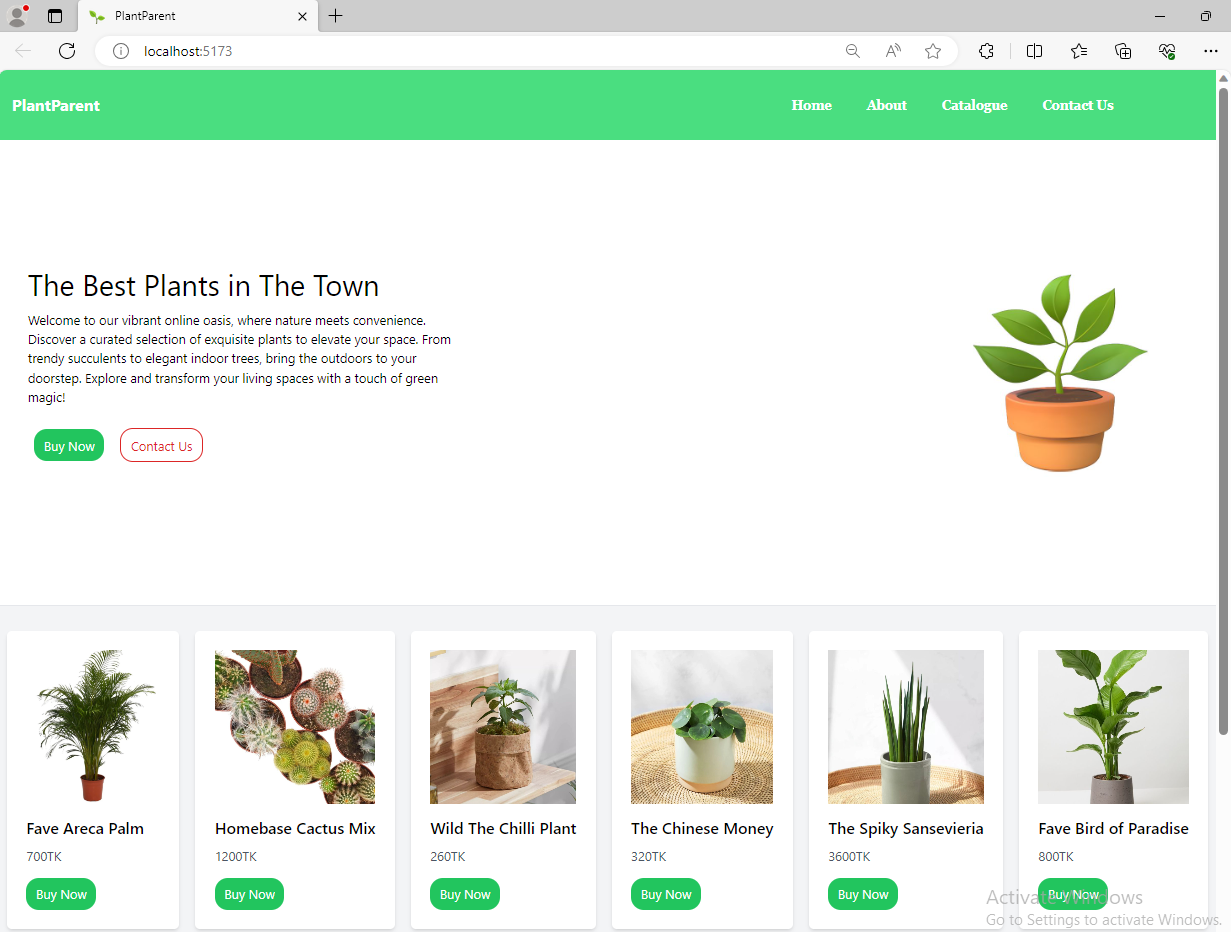 PlantParent
localhost:5173
PlantParent
Home About Catalogue Contact Us
The Best Plants in The Town
Welcome to our vibrant online oasis, where nature meets convenience.
Discover a curated selection of exquisite plants to elevate your space. From
trendy succulents to elegant indoor trees, bring the outdoors to your
doorstep. Explore and transform your living spaces with a touch of green
magic!
Buy Now Contact Us
Fave Areca Palm
700TK
Buy Now
Homebase Cactus Mix
1200TK
Buy Now
Wild The Chilli Plant
260TK
Buy Now
The Chinese Money
320TK
Buy Now
The Spiky Sansevieria
3600TK
Buy Now
Fave Bird of Paradise
800TK
Buy Now
Activate Windows
Go to Settings to activate Windows.